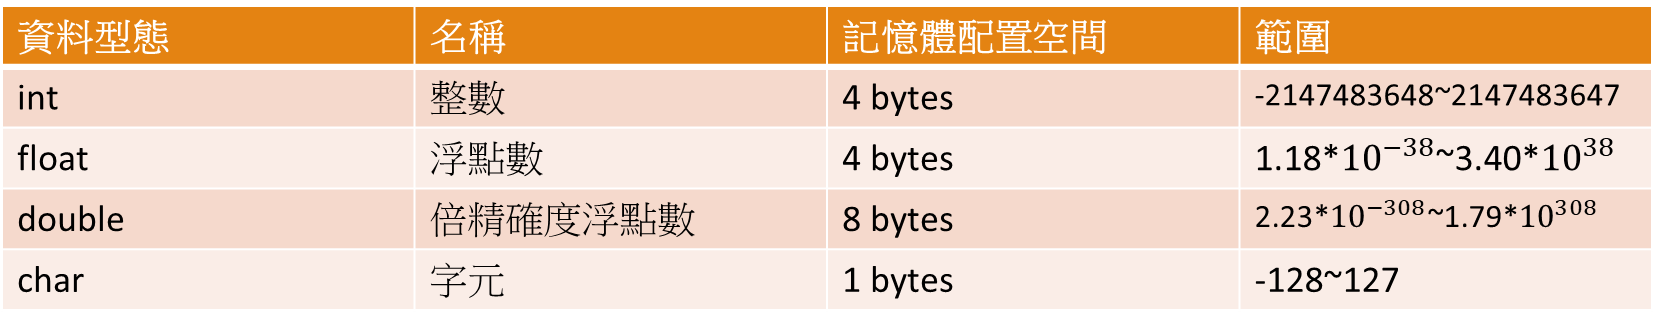 資料型態 名稱 記憶體配置空間 範圍
int 整數 4 bytes -2147483648~2147483647
float 浮點數 4 bytes 1.18*10⁻³⁸~3.40*10³⁸
double 倍精確度浮點數 8 bytes 2.23*10⁻³⁰⁸~1.79*10³⁰⁸
char 字元 1 bytes -128~127